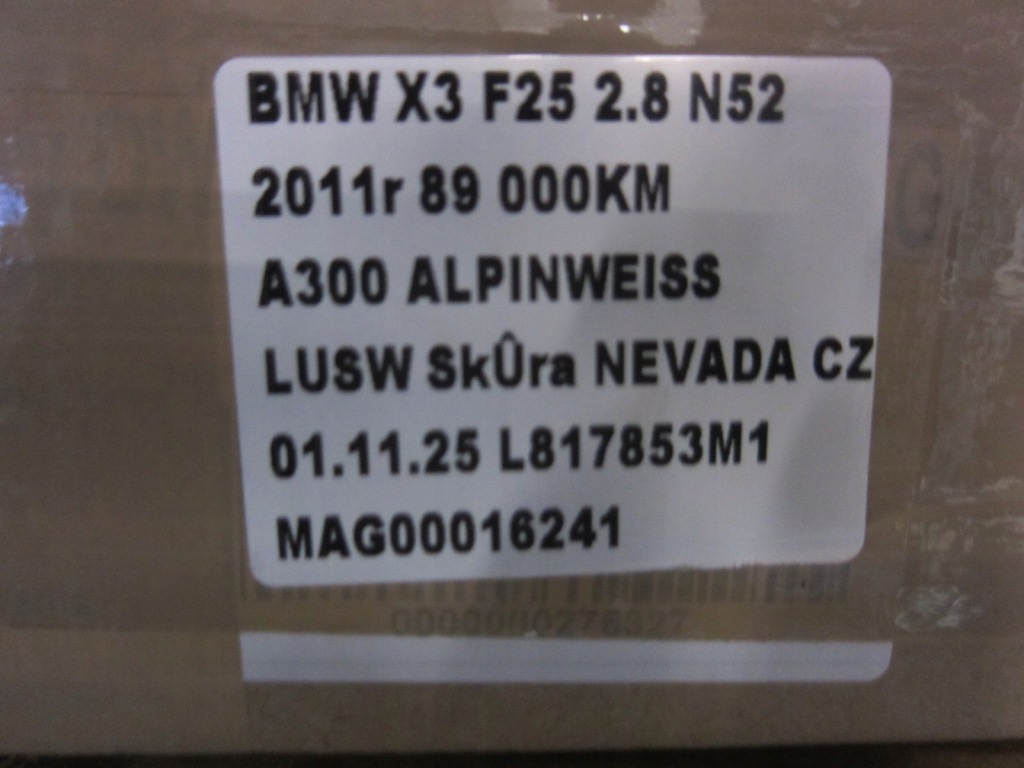 BMW X3 F25 2.8 N52
2011r 89 000KM
A300 ALPINWEISS
LUSW SkÛra NEVADA CZ
01.11.25 L817853M1
MAG00016241
0000000276327